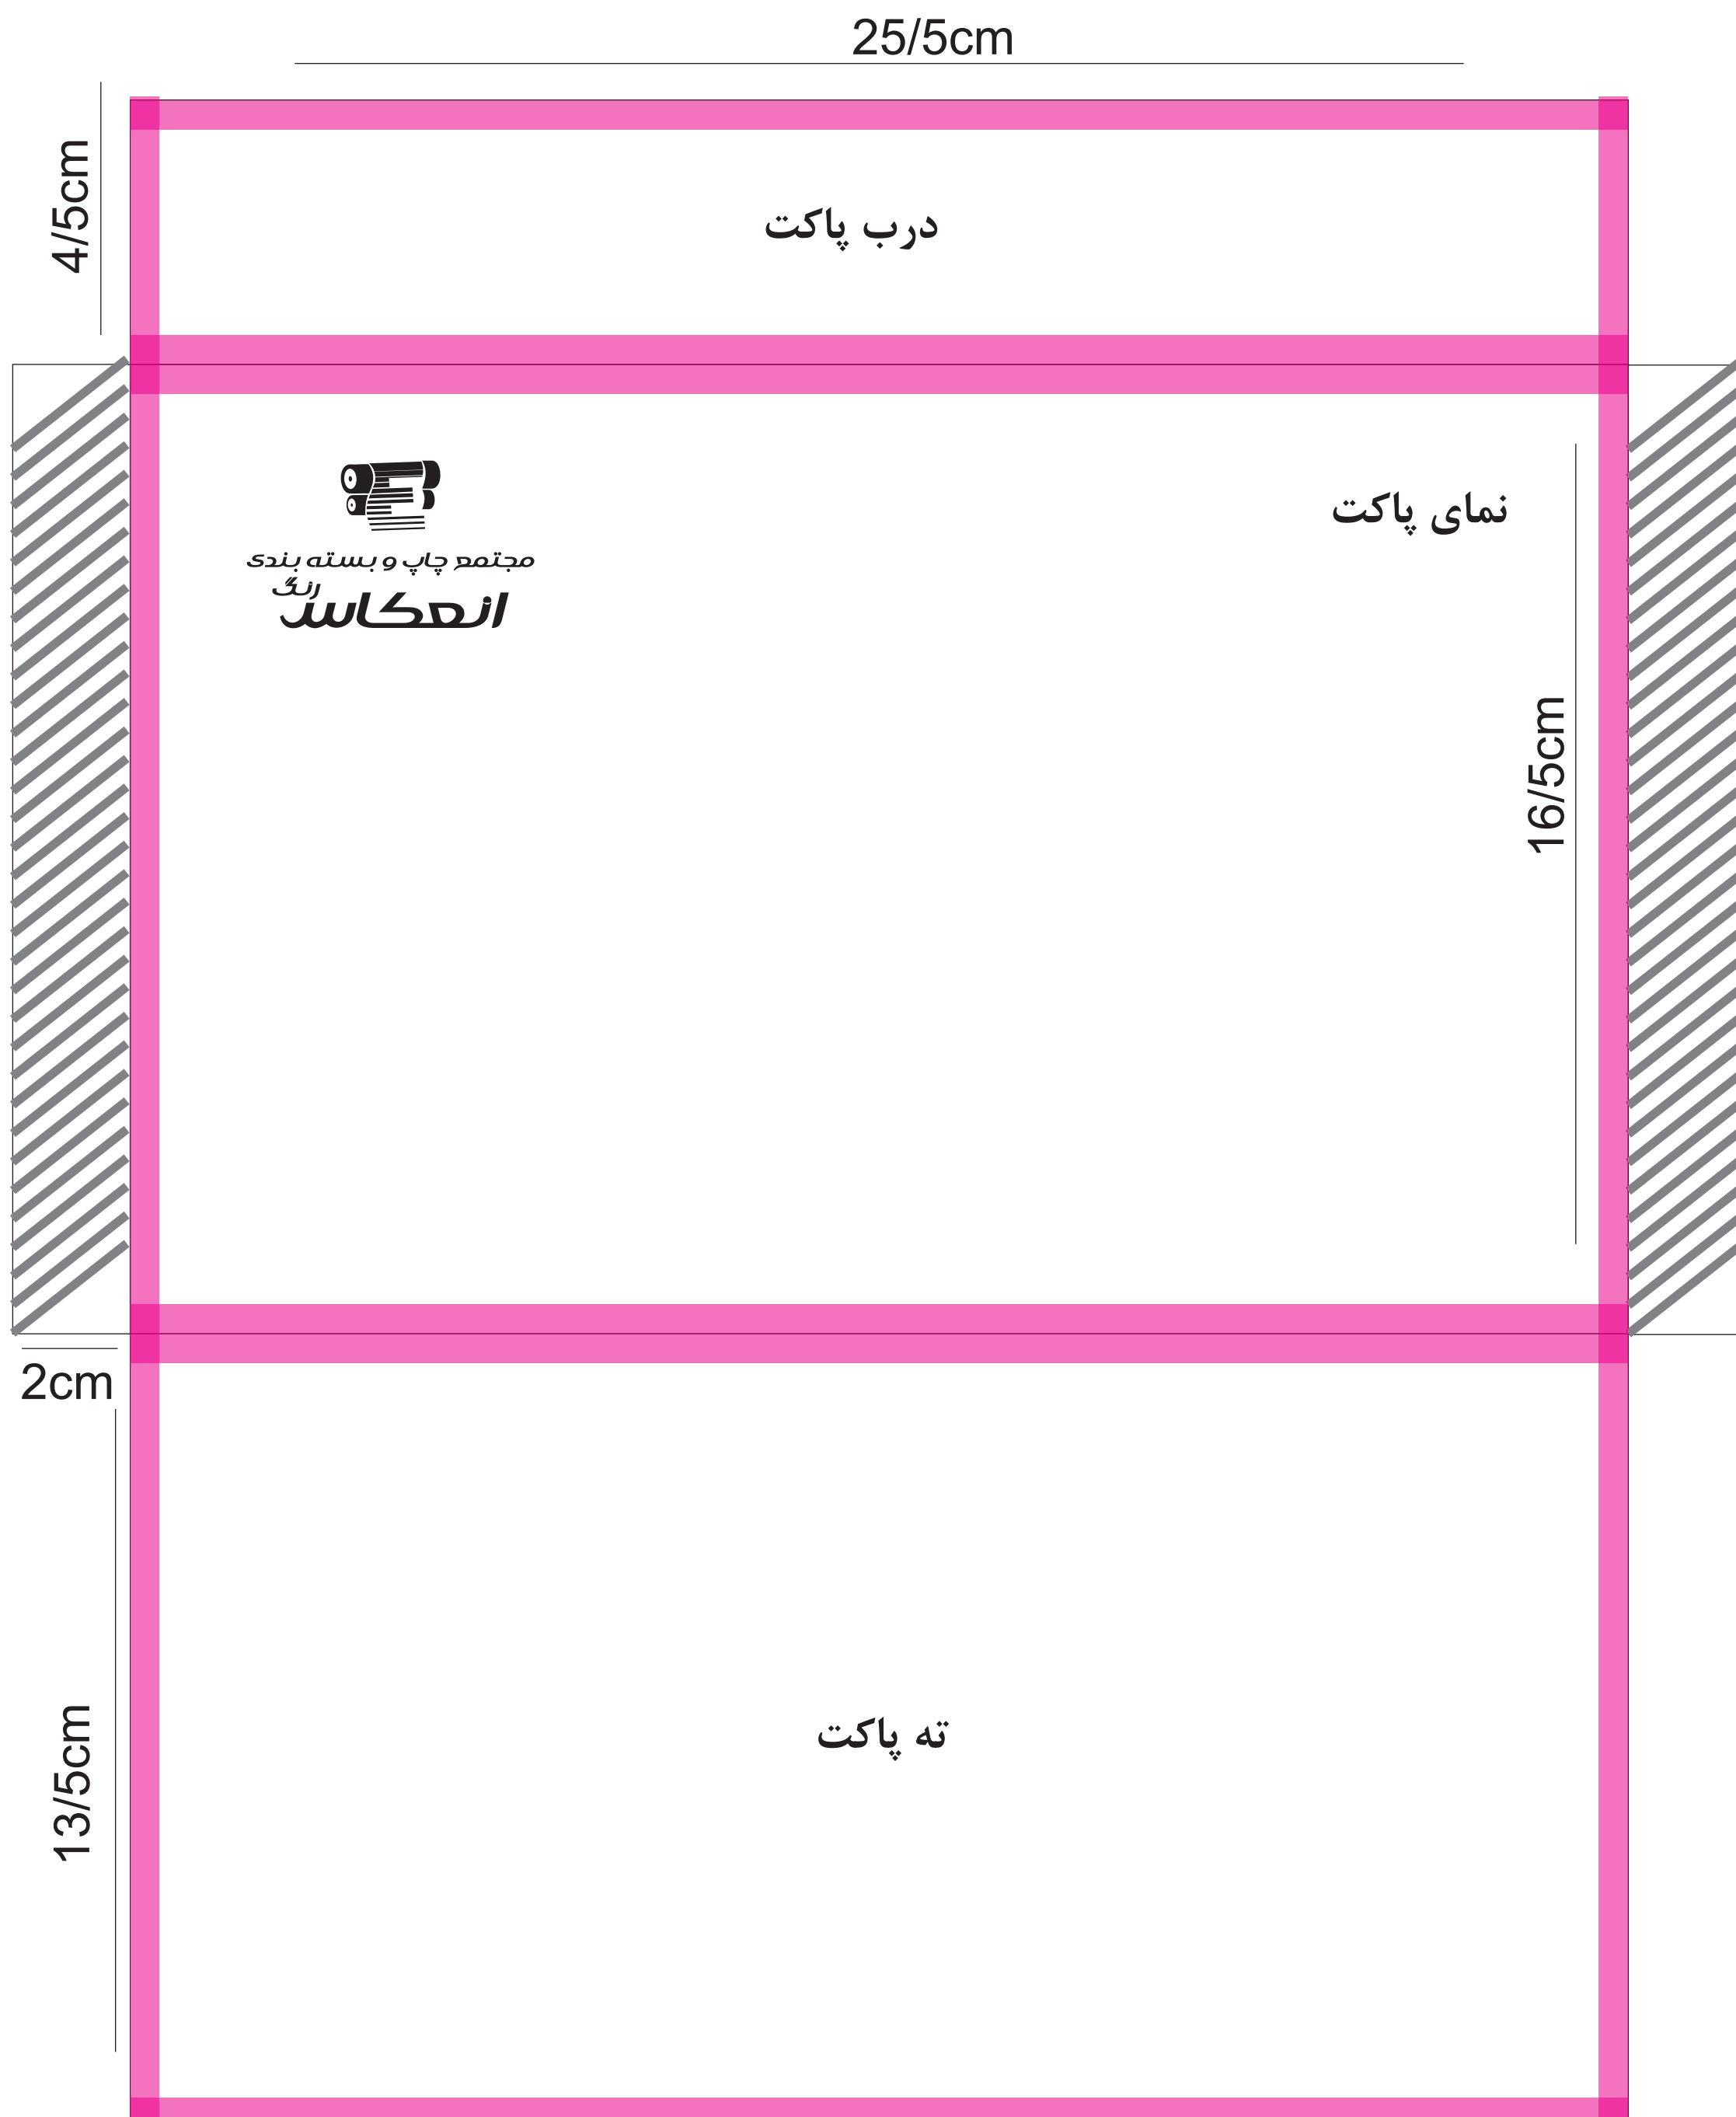 25/5cm
4/5cm
درب پاکت
نمای پاکت
مجتمع چاپ و بسته بندی
انعکاس رنگ
16/5cm
2cm
13/5cm
ته پاکت